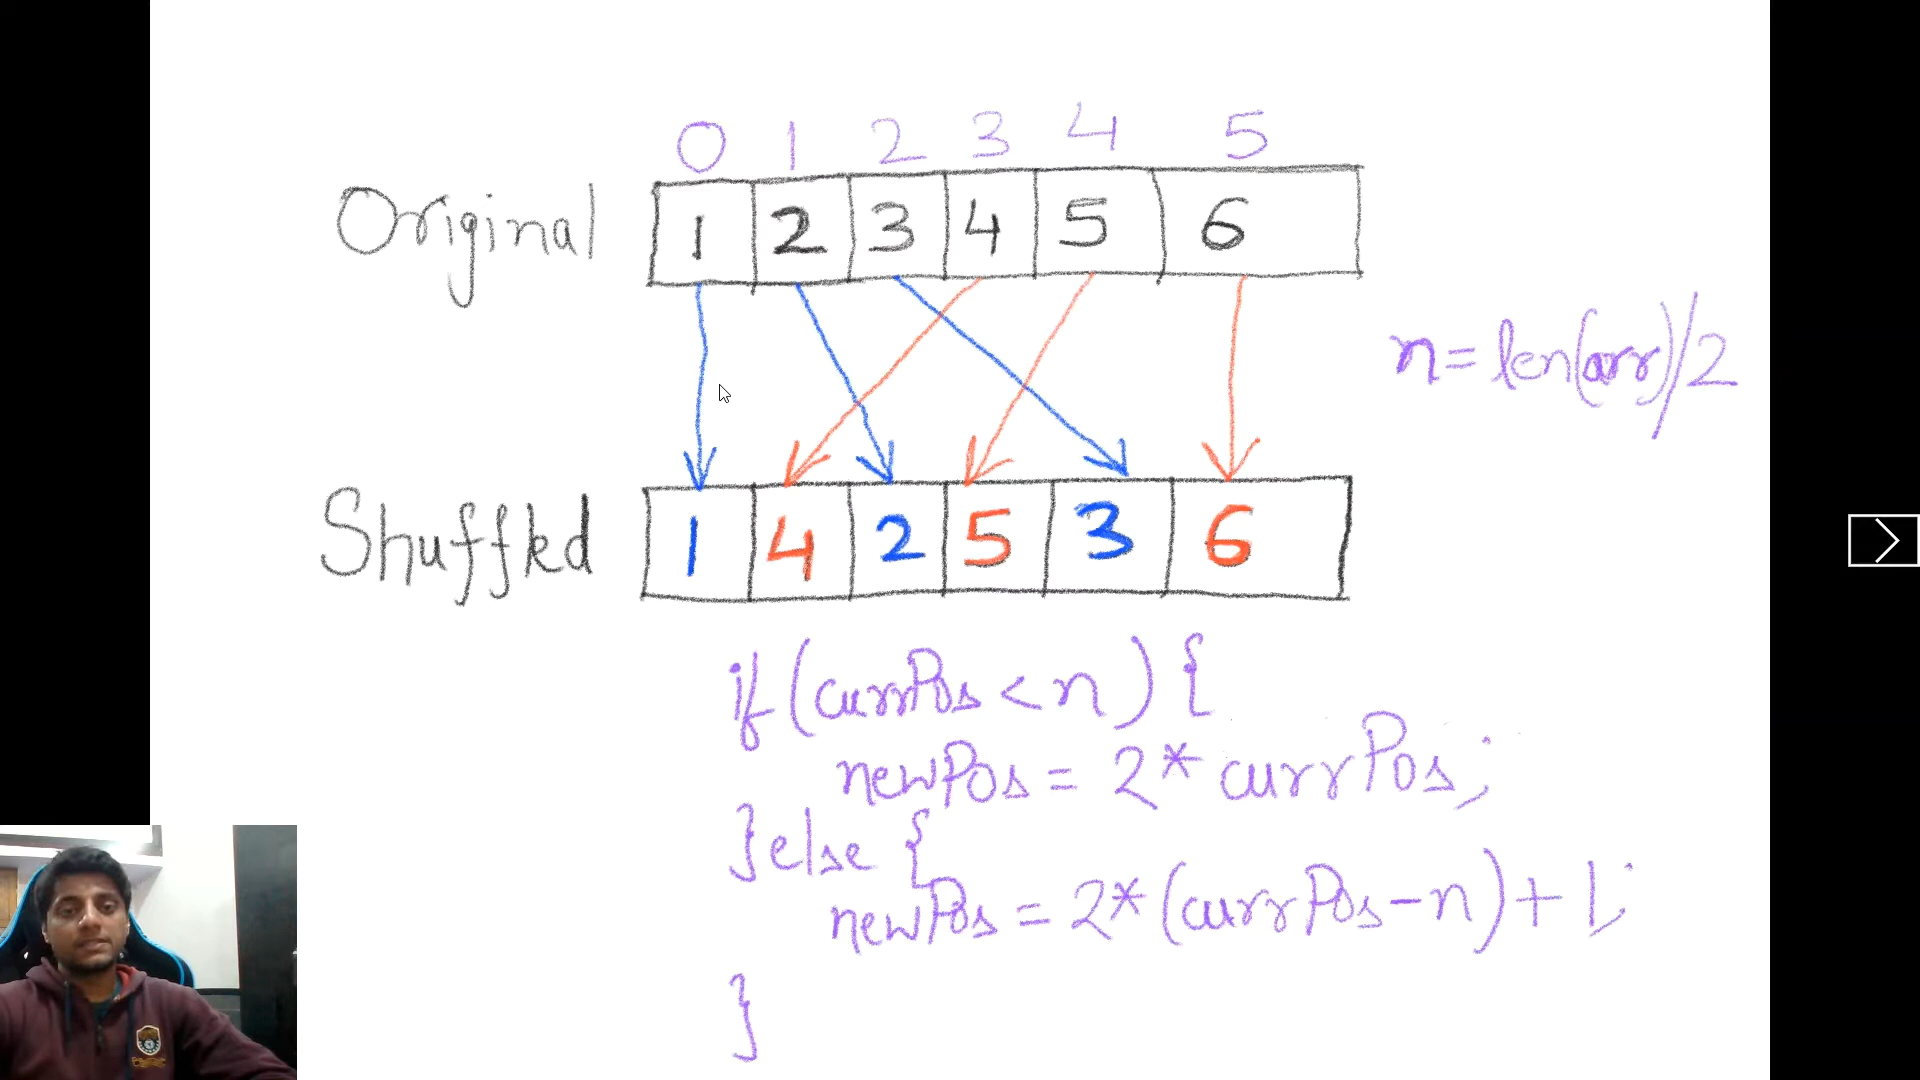 0 1 2 3 4 5
Original 1 2 3 4 5 6
n = len(arr)/2
Shuffled 1 4 2 5 3 6
if (currPos < n) {
newPos = 2* currPos;
} else {
newPos = 2* (currPos - n) + 1;
}